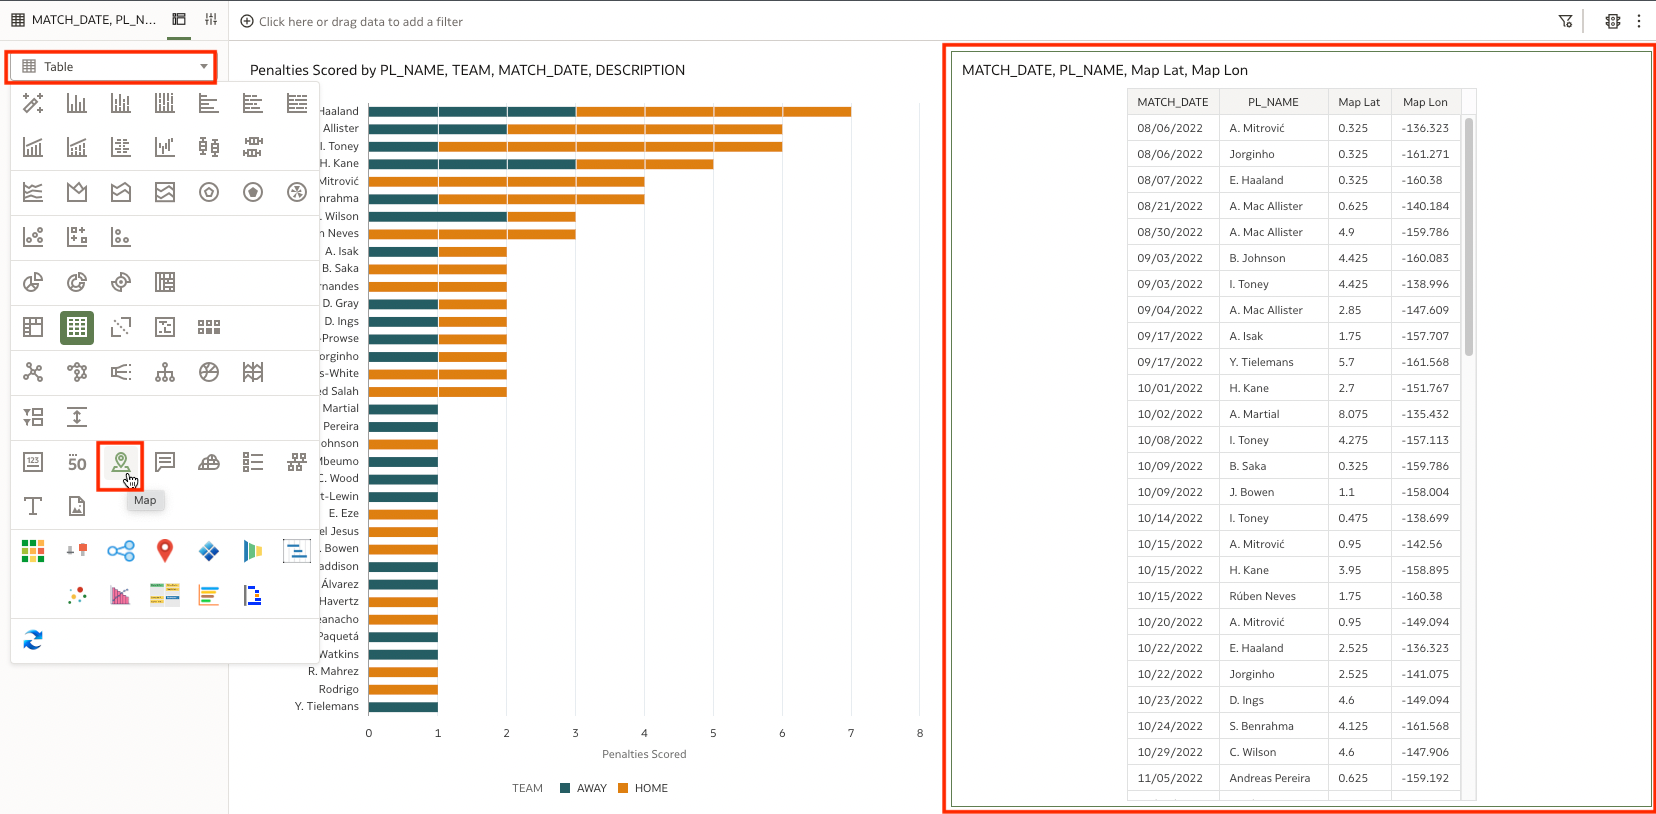 MATCH_DATE, PL_N...
Click here or drag data to add a filter
Table
123
50
Map
T
Penalties Scored by PL_NAME, TEAM, MATCH_DATE, DESCRIPTION
Haaland
Allister
I. Toney
H. Kane
Mitrović
nrahma
. Wilson
n Neves
A. Isak
B. Saka
rnandes
D. Gray
D. Ings
-Prowse
orginho
s-White
ed Salah
Martial
Pereira
ohnson
Mbeumo
C. Wood
t-Lewin
E. Eze
el Jesus
. Bowen
addison
Álvarez
Havertz
eanacho
Paquetá
Watkins
R. Mahrez
Rodrigo
Y. Tielemans
0 1 2 3 4 5 6 7 8
Penalties Scored
TEAM AWAY HOME
MATCH_DATE, PL_NAME, Map Lat, Map Lon
MATCH_DATE PL_NAME Map Lat Map Lon
08/06/2022 A. Mitrović 0.325 -136.323
08/06/2022 Jorginho 0.325 -161.271
08/07/2022 E. Haaland 0.325 -160.38
08/21/2022 A. Mac Allister 0.625 -140.184
08/30/2022 A. Mac Allister 4.9 -159.786
09/03/2022 B. Johnson 4.425 -160.083
09/03/2022 I. Toney 4.425 -138.996
09/04/2022 A. Mac Allister 2.85 -147.609
09/17/2022 A. Isak 1.75 -157.707
09/17/2022 Y. Tielemans 5.7 -161.568
10/01/2022 H. Kane 2.7 -151.767
10/02/2022 A. Martial 8.075 -135.432
10/08/2022 I. Toney 4.275 -157.113
10/09/2022 B. Saka 0.325 -159.786
10/09/2022 J. Bowen 1.1 -158.004
10/14/2022 I. Toney 0.475 -138.699
10/15/2022 A. Mitrović 0.95 -142.56
10/15/2022 H. Kane 3.95 -158.895
10/15/2022 Rúben Neves 1.75 -160.38
10/20/2022 A. Mitrović 0.95 -149.094
10/22/2022 E. Haaland 2.525 -136.323
10/22/2022 Jorginho 2.525 -141.075
10/23/2022 D. Ings 4.6 -149.094
10/24/2022 S. Benrahma 4.125 -161.568
10/29/2022 C. Wilson 4.6 -147.906
11/05/2022 Andreas Pereira 0.625 -159.192